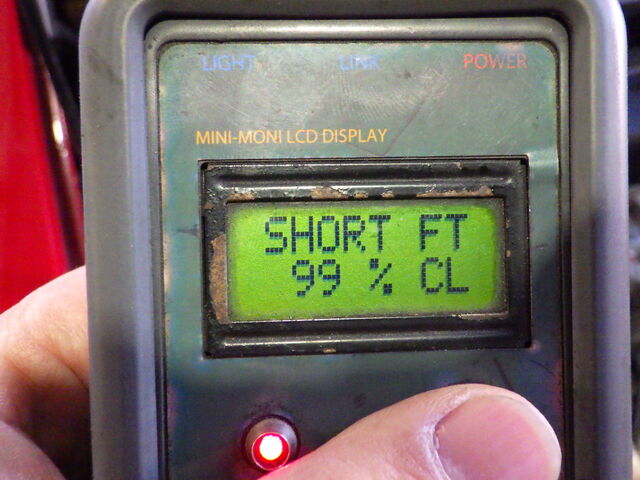 LIGHT LINK POWER
MINI-MONI LCD DISPLAY
SHORT FT
99 % CL